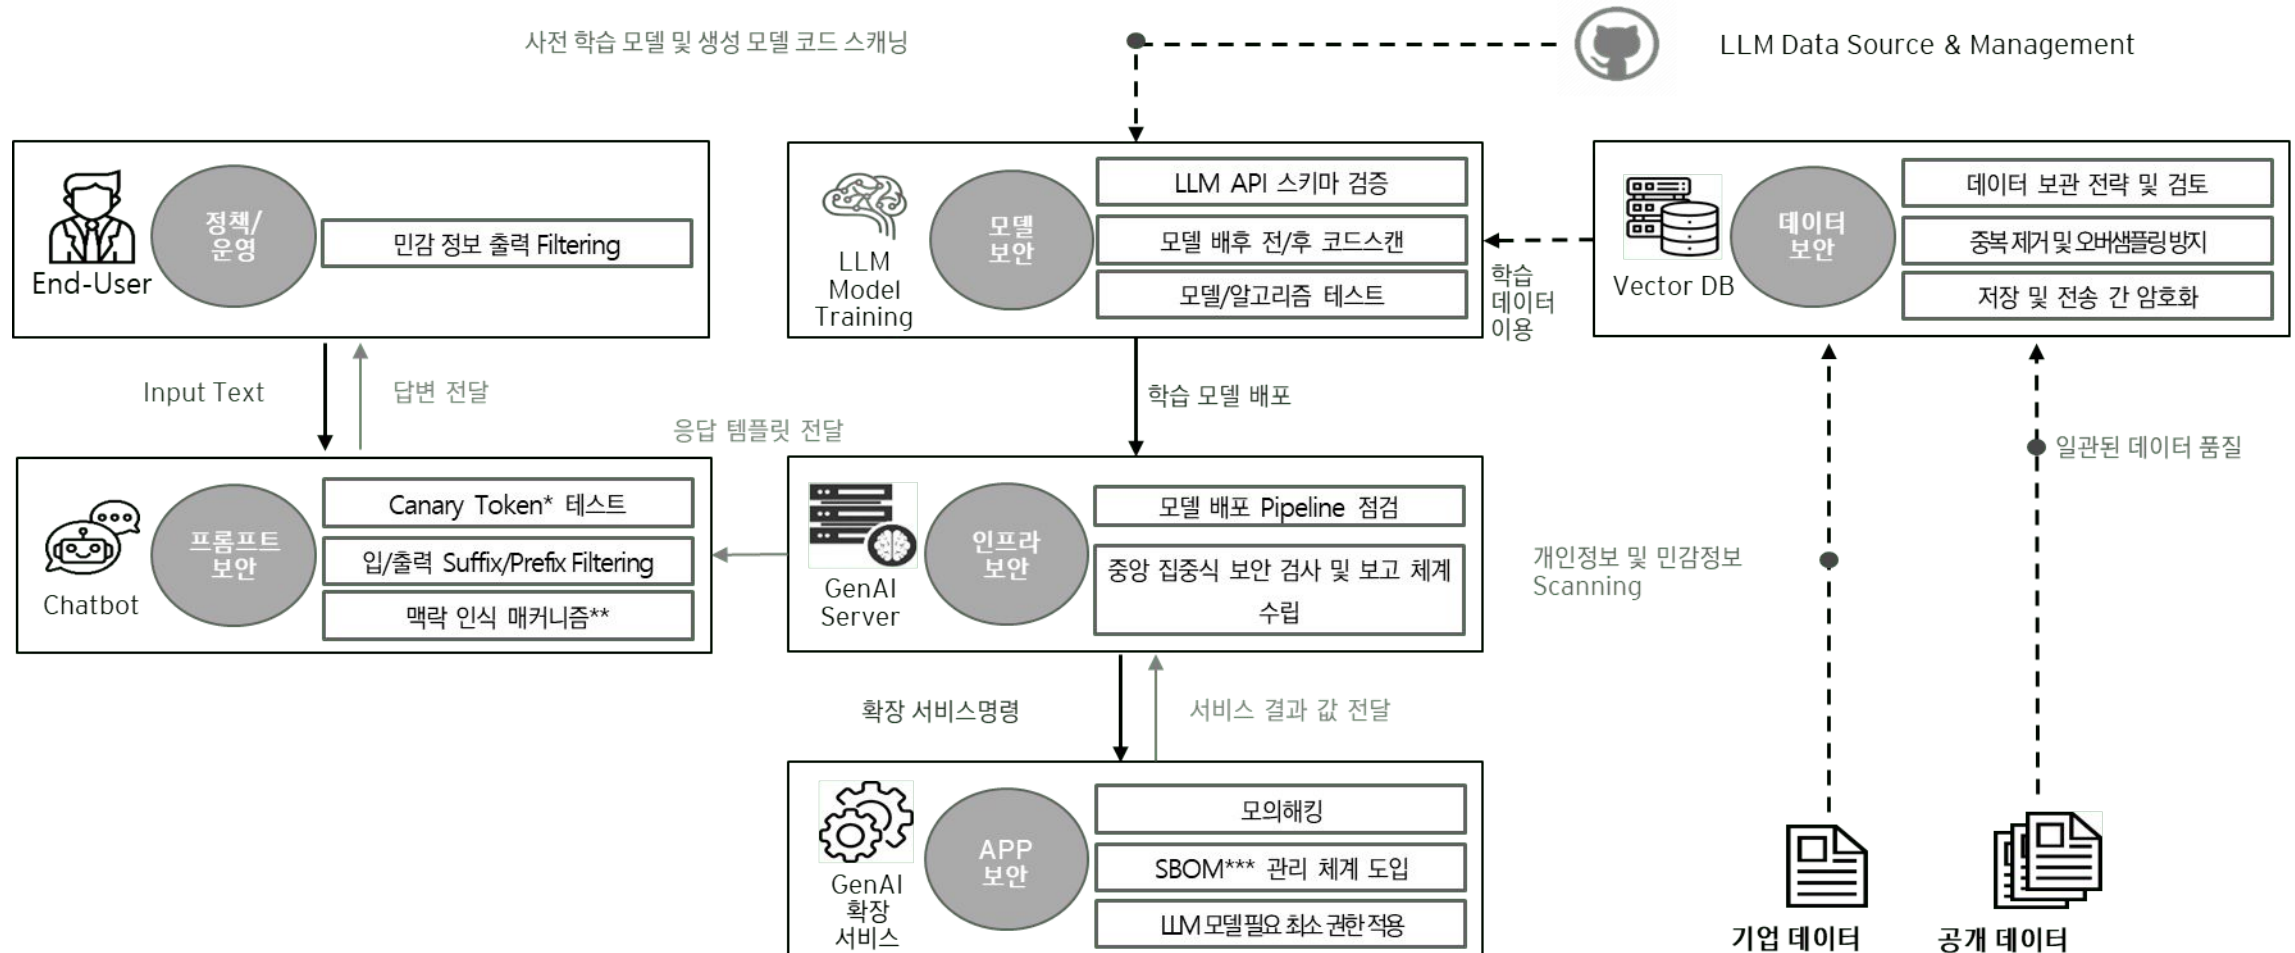 사전 학습 모델 및 생성 모델 코드 스캐닝
LLM Data Source & Management
정책/
운영
민감 정보 출력 Filtering
End-User
LLM
Model
Training
모델
보안
LLM API 스키마 검증
모델 배후 전/후 코드스캔
모델/알고리즘 테스트
학습
데이터
이용
Vector DB
데이터
보안
데이터 보관 전략 및 검토
중복 제거 및 오버샘플링 방지
저장 및 전송 간 암호화
Input Text
답변 전달
응답 템플릿 전달
학습 모델 배포
일관된 데이터 품질
개인정보 및 민감정보
Scanning
Chatbot
프롬프트
보안
Canary Token* 테스트
입/출력 Suffix/Prefix Filtering
맥락 인식 매커니즘**
GenAI
Server
인프라
보안
모델 배포 Pipeline 점검
중앙 집중식 보안 검사 및 보고 체계
수립
확장 서비스명령
서비스 결과 값 전달
GenAI
확장
서비스
APP
보안
모의해킹
SBOM*** 관리 체계 도입
LLM 모델 필요 최소 권한 적용
기업 데이터
공개 데이터